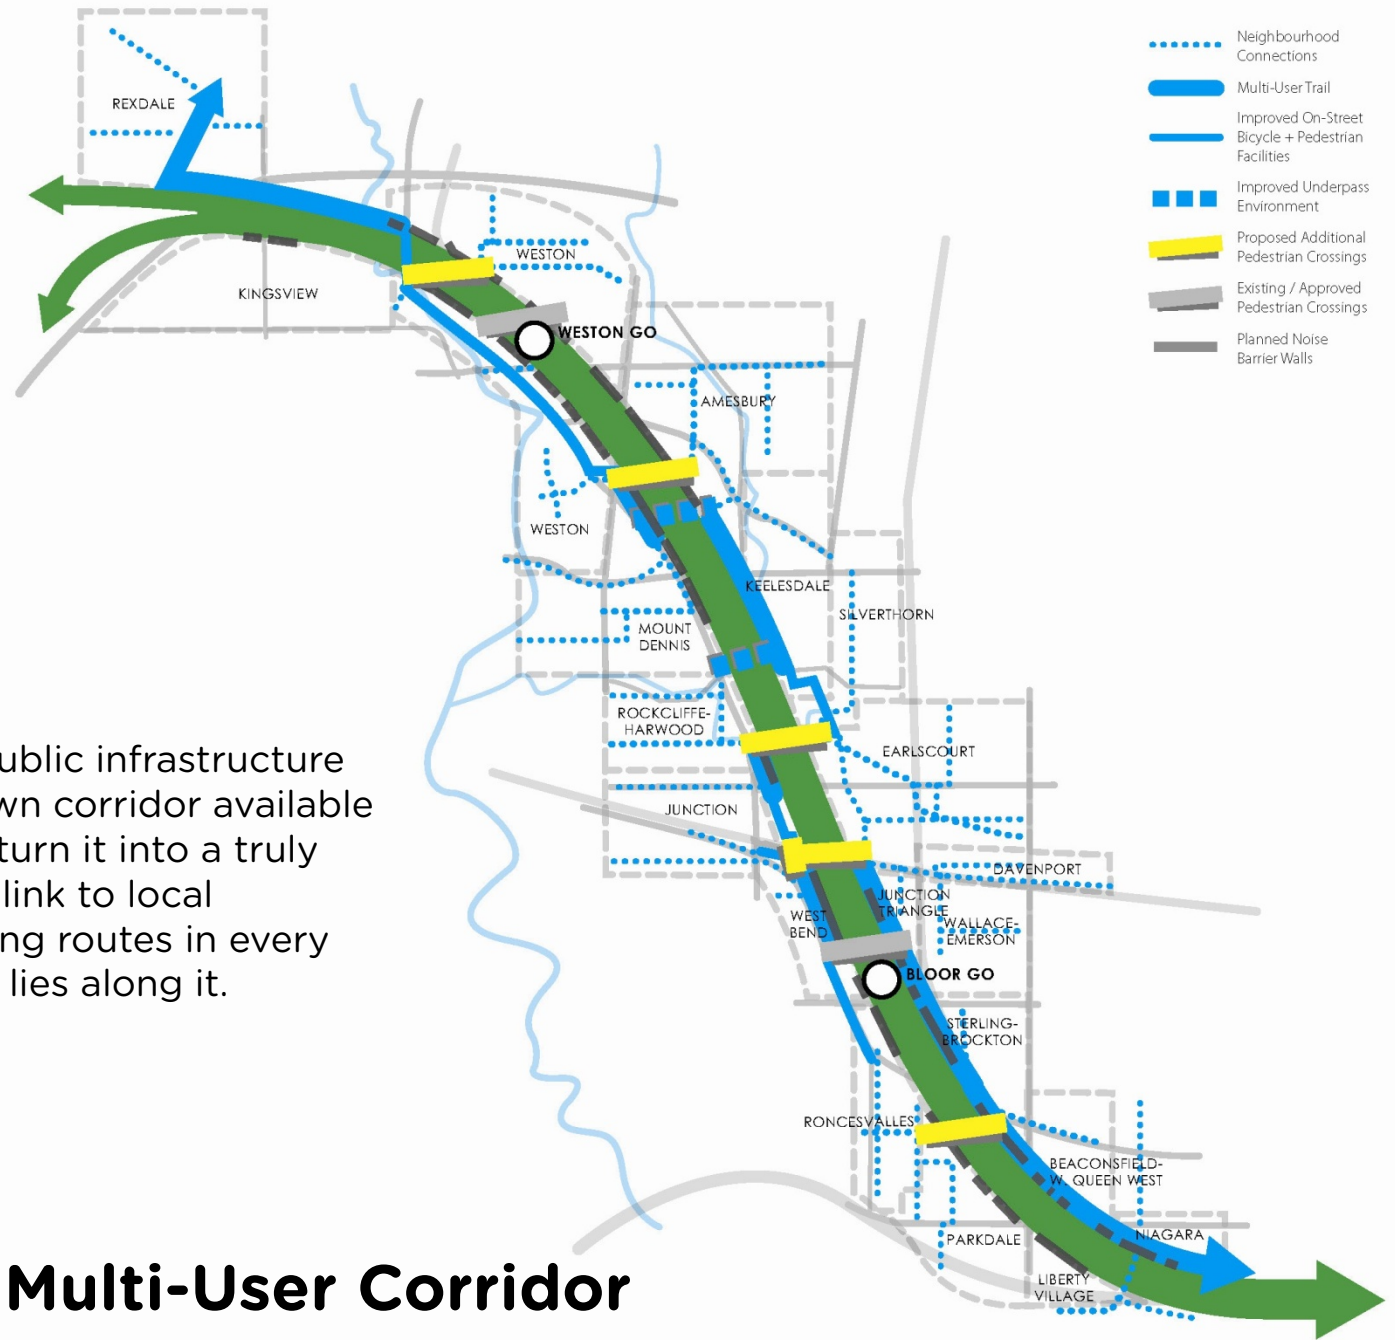 Neighbourhood
Connections
Multi-User Trail
Improved On-Street
Bicycle + Pedestrian
Facilities
Improved Underpass
Environment
Proposed Additional
Pedestrian Crossings
Existing / Approved
Pedestrian Crossings
Planned Noise
Barrier Walls
REXDALE
WESTON
KINGSVIEW
WESTON GO
AMESBURY
WESTON
KEELESDALE
SILVERTHORN
MOUNT
DENNIS
ROCKCLIFFE-
HARWOOD
EARLSCOURT
JUNCTION
DAVENPORT
JUNCTION
TRIANGLE
WEST
BEND
WALLACE-
EMERSON
BLOOR GO
STERLING-
BROCKTON
RONCESVALLES
BEACONSFIELD-
W. QUEEN WEST
NIAGARA
PARKDALE
LIBERTY
VILLAGE
ublic infrastructure
wn corridor available
turn it into a truly
link to local
ng routes in every
lies along it.
Multi-User Corridor